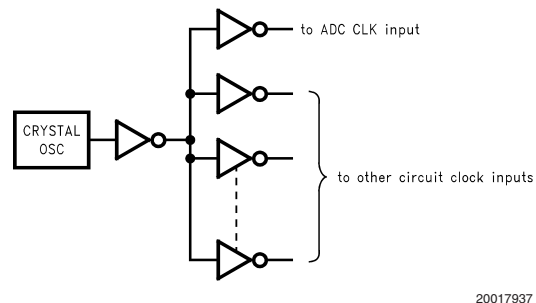 to ADC CLK input
CRYSTAL
OSC
to other circuit clock inputs
20017937